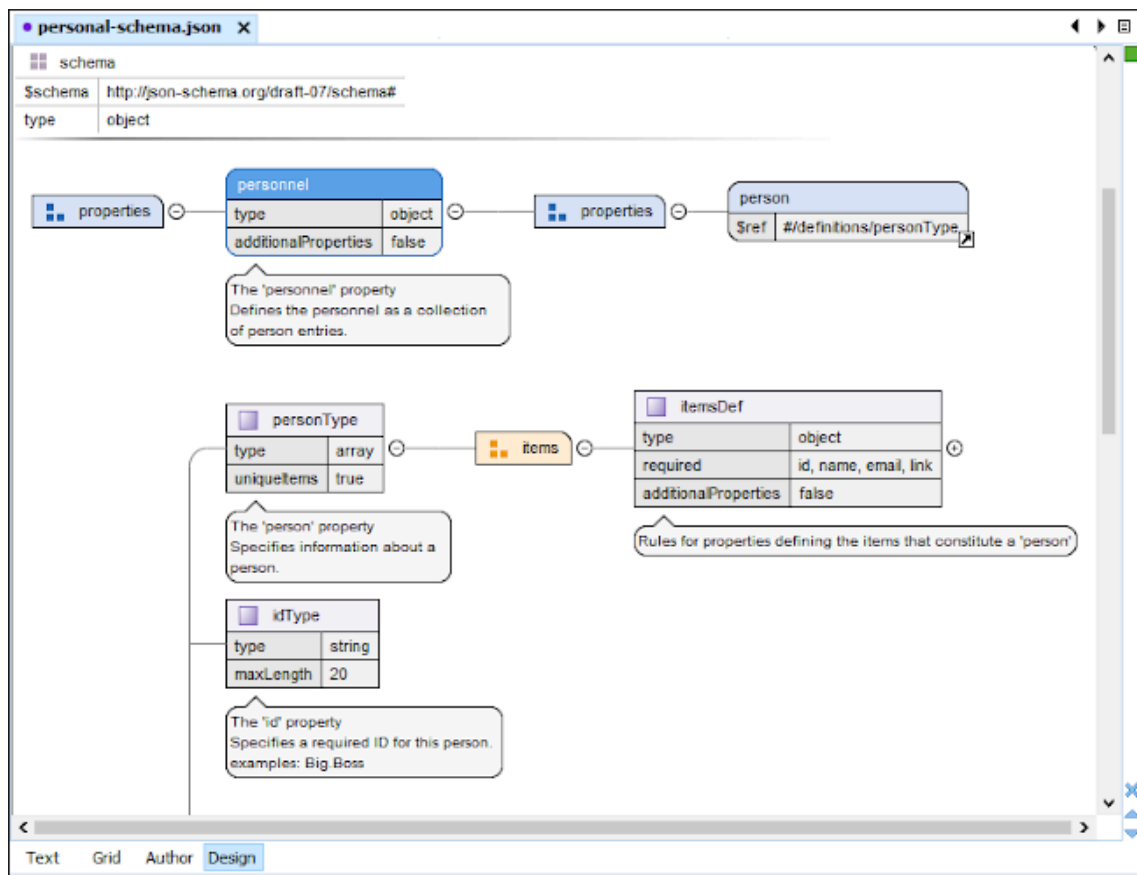 personal-schema.json
schema
$schema http://json-schema.org/draft-07/schema#
type object
properties
personnel
type object
additionalProperties false
properties
person
$ref #/definitions/personType
The 'personnel' property
Defines the personnel as a collection
of person entries.
personType
type array
uniqueItems true
items
itemsDef
type object
required id, name, email, link
additionalProperties false
The 'person' property
Specifies information about a
person.
Rules for properties defining the items that constitute a 'person'
idType
type string
maxLength 20
The 'id' property
Specifies a required ID for this person.
examples: Big.Boss
Text Grid Author Design